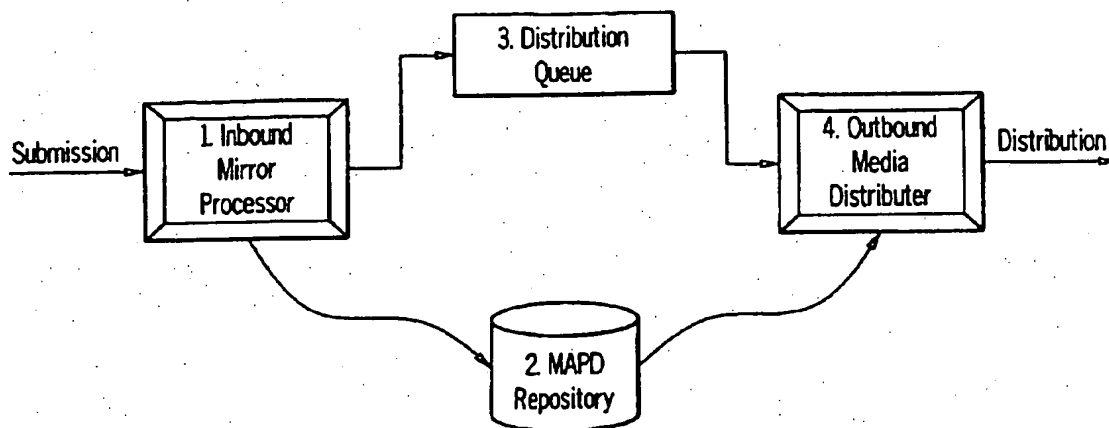 3. Distribution
Queue
Submission
1. Inbound
Mirror
Processor
4. Outbound
Media
Distributer
Distribution
2. MAPD
Repository